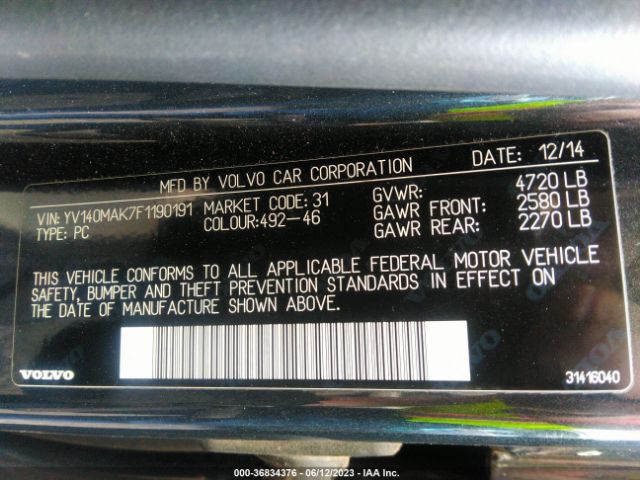 MFD BY VOLVO CAR CORPORATION DATE: 12/14
VIN: YV140MAK7F1190191 MARKET CODE: 31 GVWR: 4720 LB
TYPE: PC COLOUR:492-46 GAWR FRONT: 2580 LB
GAWR REAR: 2270 LB
THIS VEHICLE CONFORMS TO ALL APPLICABLE FEDERAL MOTOR VEHICLE
SAFETY, BUMPER AND THEFT PREVENTION STANDARDS IN EFFECT ON
THE DATE OF MANUFACTURE SHOWN ABOVE.
VOLVO 31416040
000-36834376 - 06/12/2023 - IAA Inc.